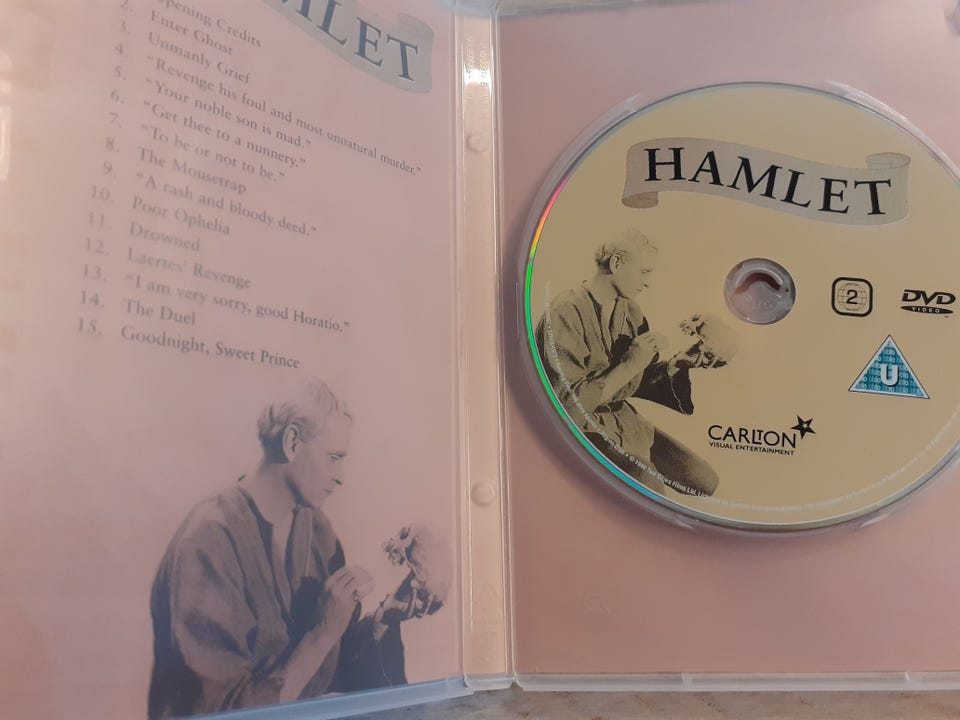 HAMLET
Opening Credits
2. Enter Ghost
3. Unmanly Grief
4. "Revenge his foul and most unnatural murder."
5. "Your noble son is mad."
6. "Get thee to a nunnery."
7. "To be or not to be."
8. The Mousetrap
9. "A rash and bloody deed."
10. Poor Ophelia
11. Drowned
12. Laertes' Revenge
13. "I am very sorry, good Horatio."
14. The Duel
15. Goodnight, Sweet Prince
HAMLET
2
DVD
VIDEO
U
CARLTON
VISUAL ENTERTAINMENT